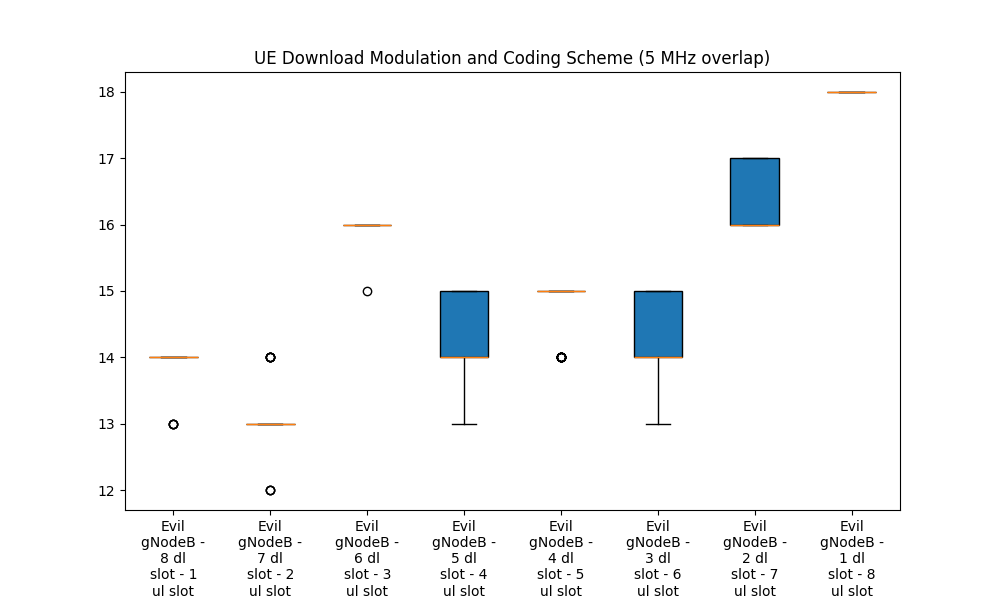 UE Download Modulation and Coding Scheme (5 MHz overlap)
18
17
16
15
14
13
12
Evil
gNodeB -
8 dl
slot - 1
ul slot
Evil
gNodeB -
7 dl
slot - 2
ul slot
Evil
gNodeB -
6 dl
slot - 3
ul slot
Evil
gNodeB -
5 dl
slot - 4
ul slot
Evil
gNodeB -
4 dl
slot - 5
ul slot
Evil
gNodeB -
3 dl
slot - 6
ul slot
Evil
gNodeB -
2 dl
slot - 7
ul slot
Evil
gNodeB -
1 dl
slot - 8
ul slot